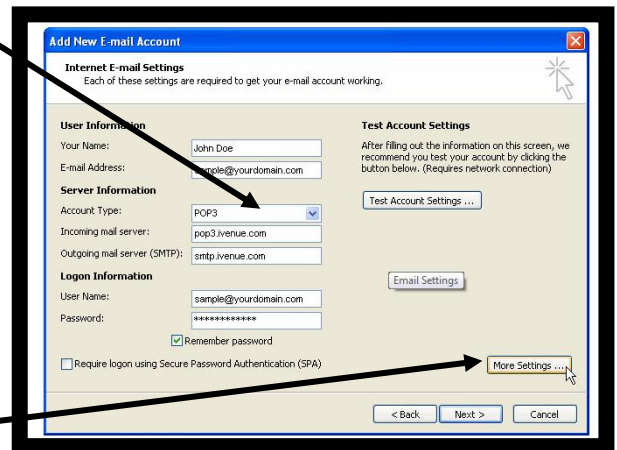 Add New E-mail Account
Internet E-mail Settings
Each of these settings are required to get your e-mail account working.
User Information
Your Name:
John Doe
E-mail Address:
sample@yourdomain.com
Server Information
Account Type:
POP3
Incoming mail server:
pop3.ivenue.com
Outgoing mail server (SMTP):
smtp.ivenue.com
Logon Information
User Name:
sample@yourdomain.com
Password:
************
Remember password
Require logon using Secure Password Authentication (SPA)
Test Account Settings
After filling out the information on this screen, we
recommend you test your account by clicking the
button below. (Requires network connection)
Test Account Settings ...
Email Settings
More Settings ...
< Back
Next >
Cancel